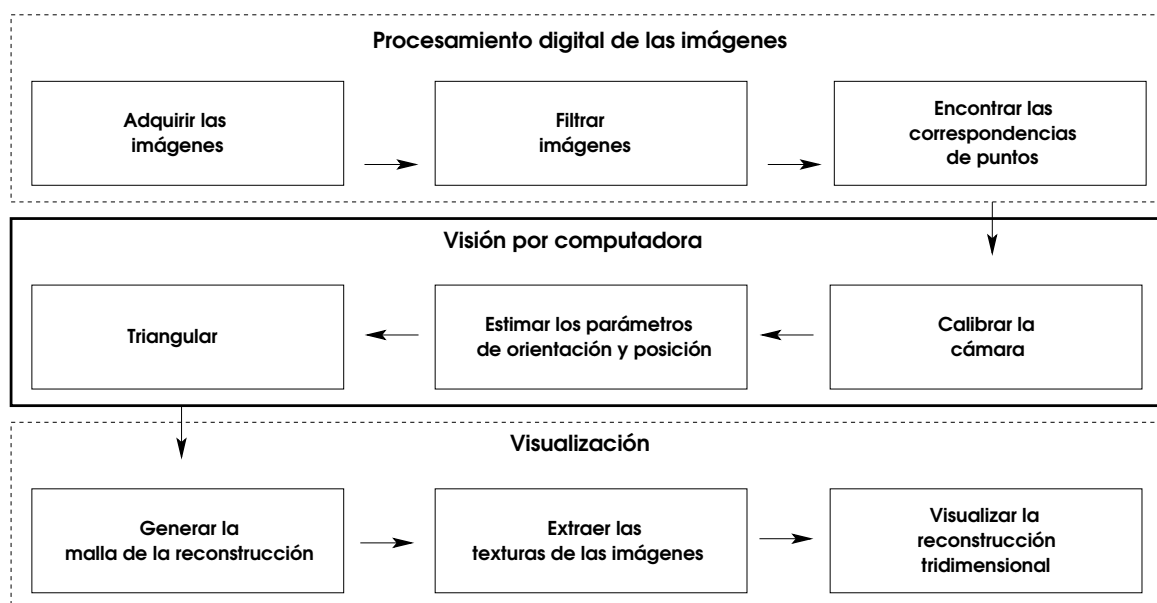 Procesamiento digital de las imágenes
Adquirir las
imágenes
Filtrar
imágenes
Encontrar las
correspondencias
de puntos
Visión por computadora
Triangular
Estimar los parámetros
de orientación y posición
Calibrar la
cámara
Visualización
Generar la
malla de la reconstrucción
Extraer las
texturas de las imágenes
Visualizar la
reconstrucción
tridimensional